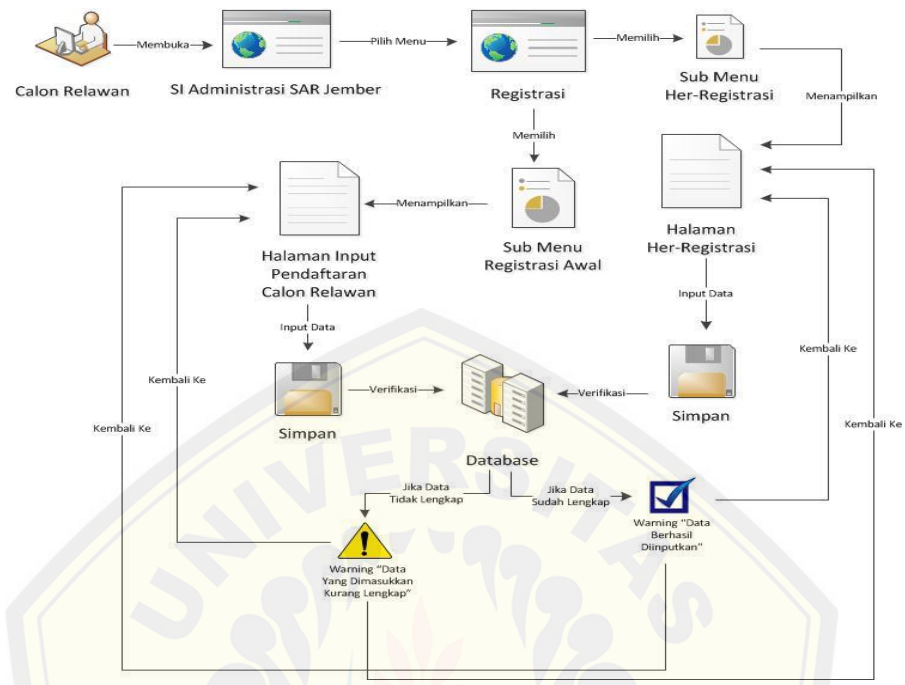 Membuka
Pilih Menu
Memilih
Calon Relawan
SI Administrasi SAR Jember
Registrasi
Sub Menu
Her-Registrasi
Menampilkan
Memilih
Menampilkan
Sub Menu
Registrasi Awal
Halaman
Her-Registrasi
Halaman Input
Pendaftaran
Calon Relawan
Input Data
Input Data
Kembali Ke
Kembali Ke
Verifikasi
Verifikasi
Simpan
Simpan
Kembali Ke
Kembali Ke
Database
Jika Data
Tidak Lengkap
Jika Data
Sudah Lengkap
Warning "Data
Berhasil
Diinputkan"
Warning "Data
Yang Dimasukkan
Kurang Lengkap"
UNIVERSITAS